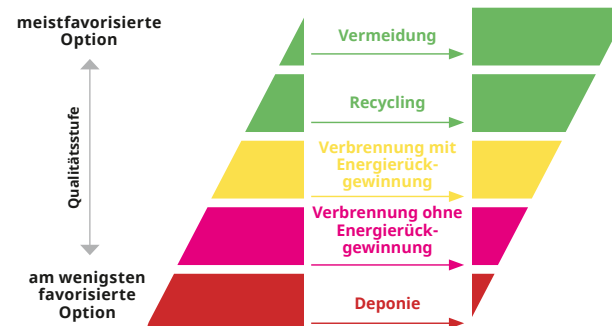 meistfavorisierte
Option
Qualitätsstufe
am wenigsten
favorisierte
Option
Vermeidung
Recycling
Verbrennung mit
Energierück-
gewinnung
Verbrennung ohne
Energierück-
gewinnung
Deponie